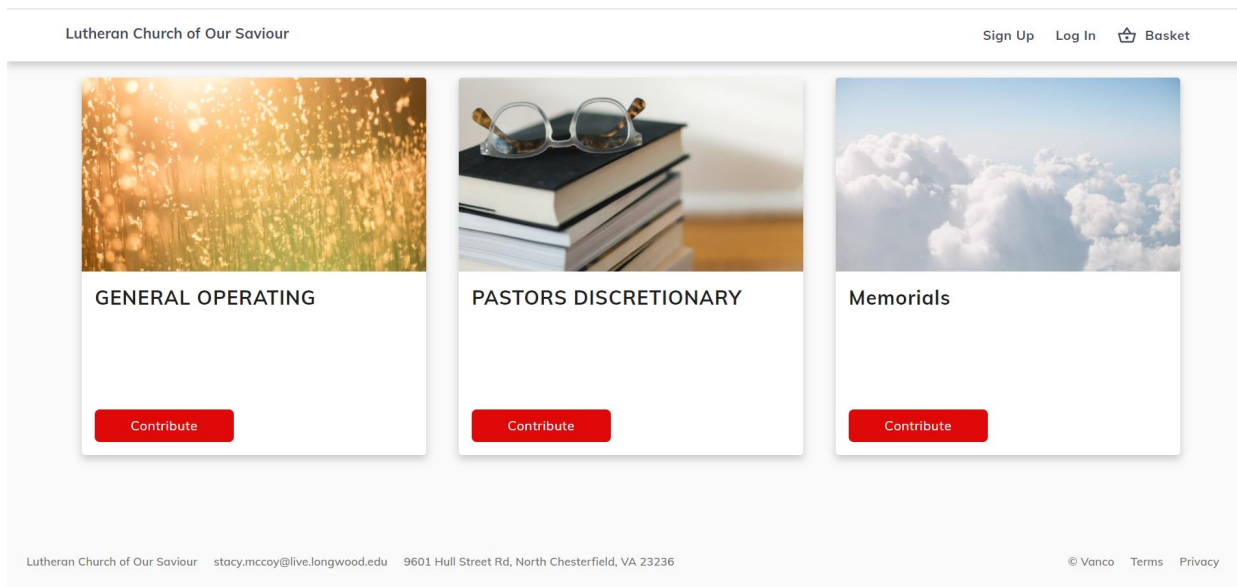 Lutheran Church of Our Saviour
Sign Up Log In Basket
GENERAL OPERATING
PASTORS DISCRETIONARY
Memorials
Contribute
Contribute
Contribute
Lutheran Church of Our Saviour stacy.mccoy@live.longwood.edu 9601 Hull Street Rd, North Chesterfield, VA 23236
© Vanco Terms Privacy